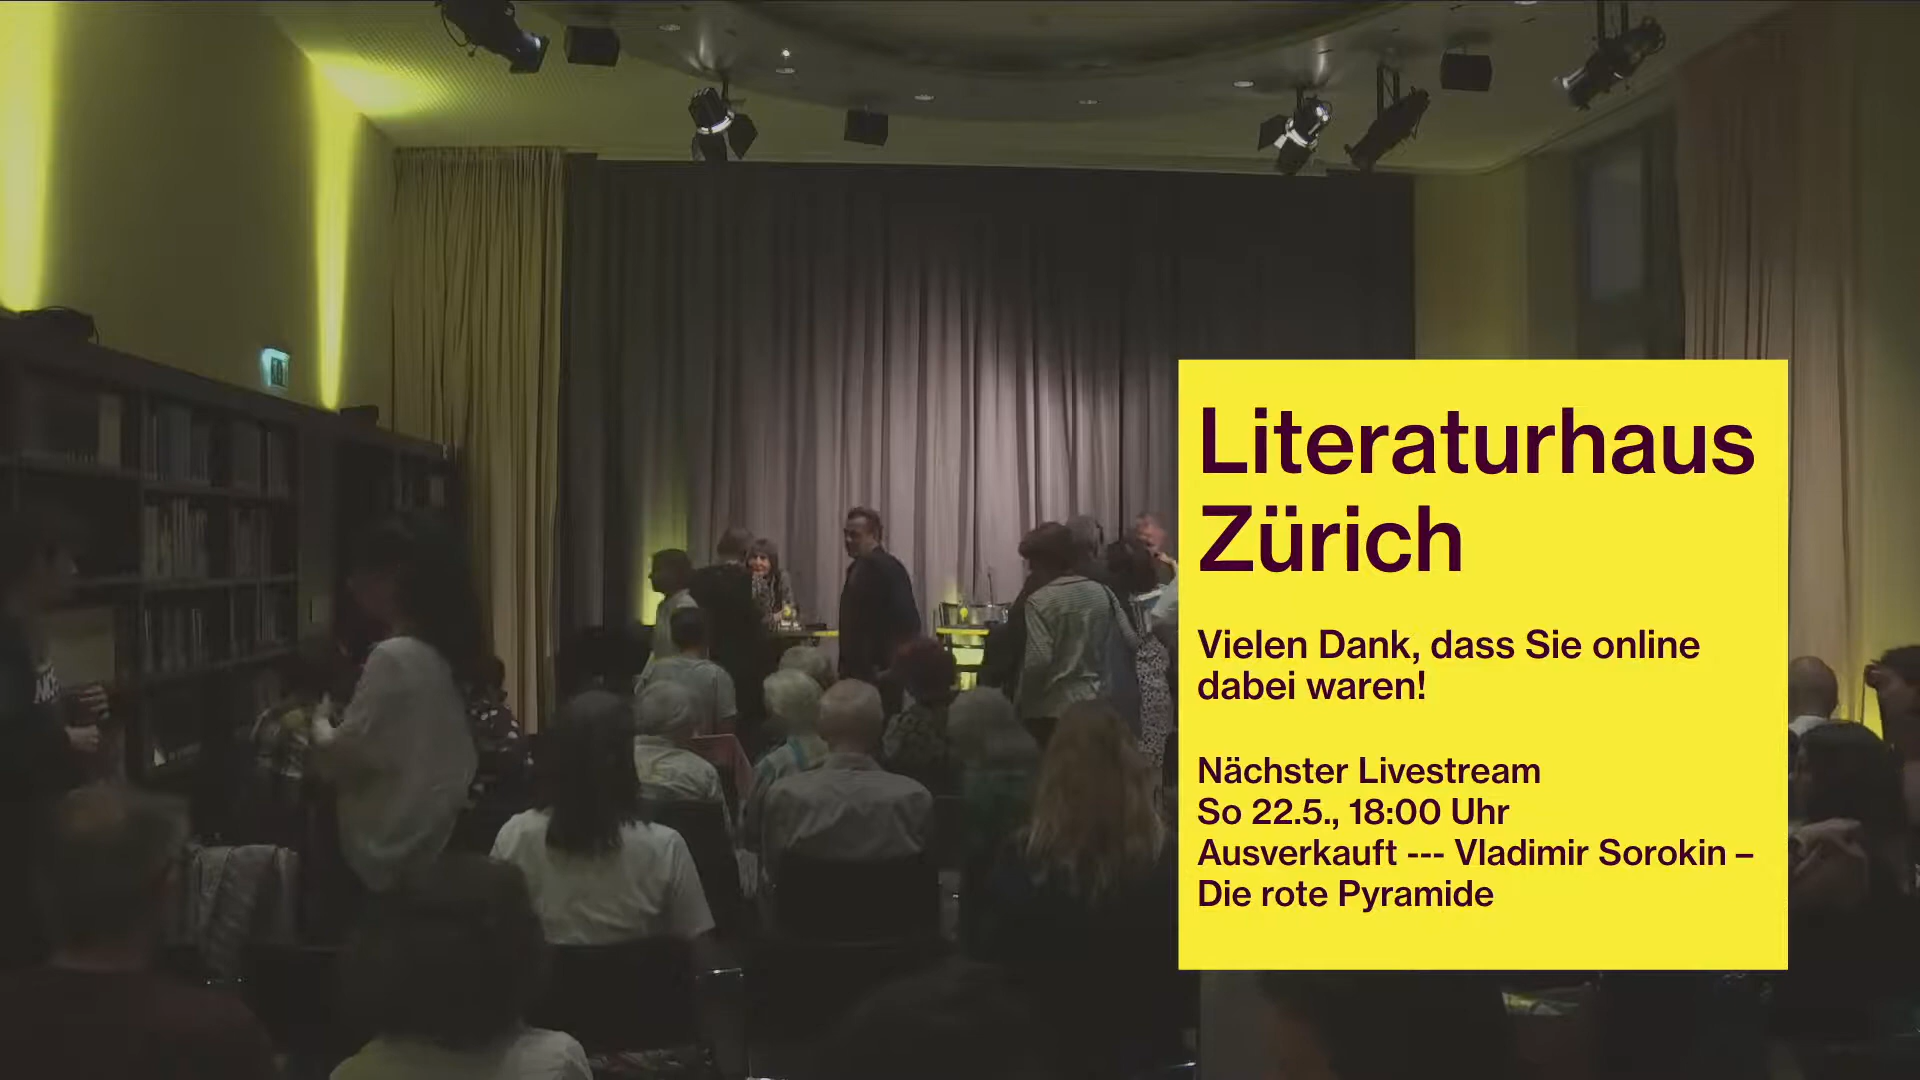 Literaturhaus
Zürich
Vielen Dank, dass Sie online
dabei waren!
Nächster Livestream
So 22.5., 18:00 Uhr
Ausverkauft --- Vladimir Sorokin –
Die rote Pyramide